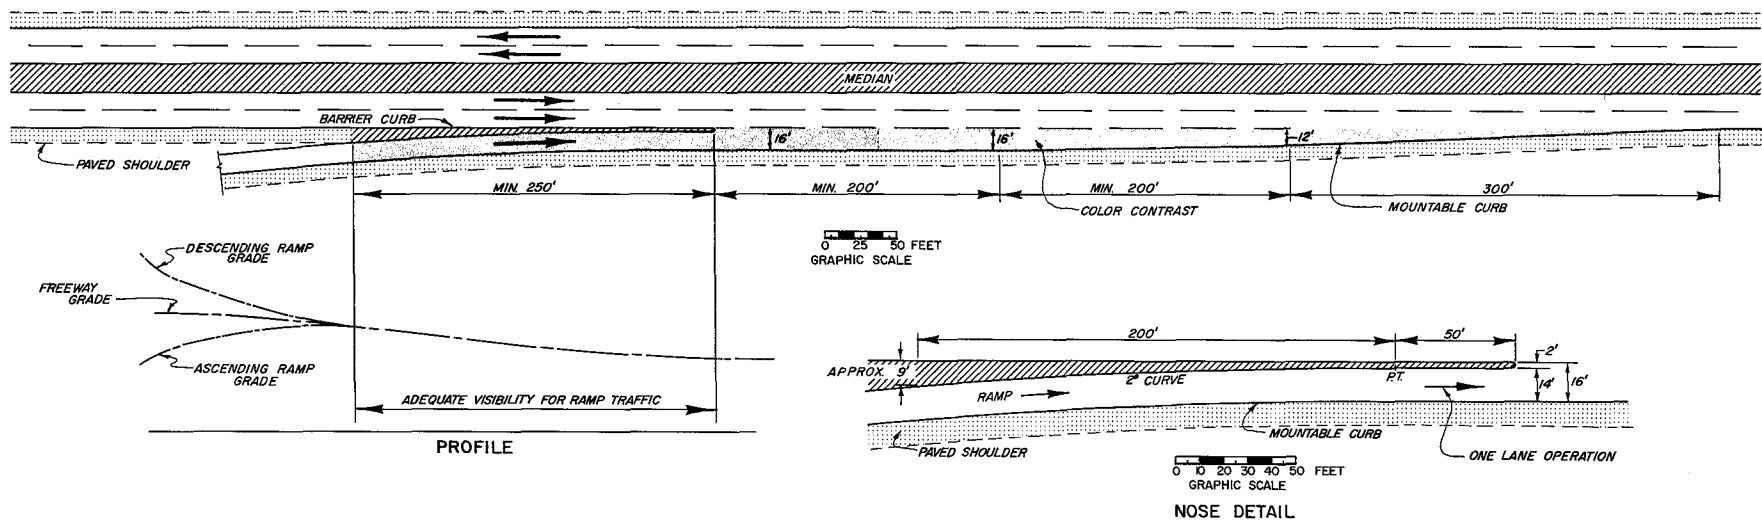 MEDIAN
BARRIER CURB
16'
16'
12'
PAVED SHOULDER
MIN. 250'
MIN. 200'
MIN. 200'
300'
COLOR CONTRAST
MOUNTABLE CURB
0 25 50 FEET
GRAPHIC SCALE
DESCENDING RAMP
GRADE
FREEWAY
GRADE
ASCENDING RAMP
GRADE
ADEQUATE VISIBILITY FOR RAMP TRAFFIC
PROFILE
200'
50'
2'
APPROX. 9'
2° CURVE
P.T.
14'
16'
RAMP
MOUNTABLE CURB
PAVED SHOULDER
ONE LANE OPERATION
0 10 20 30 40 50 FEET
GRAPHIC SCALE
NOSE DETAIL